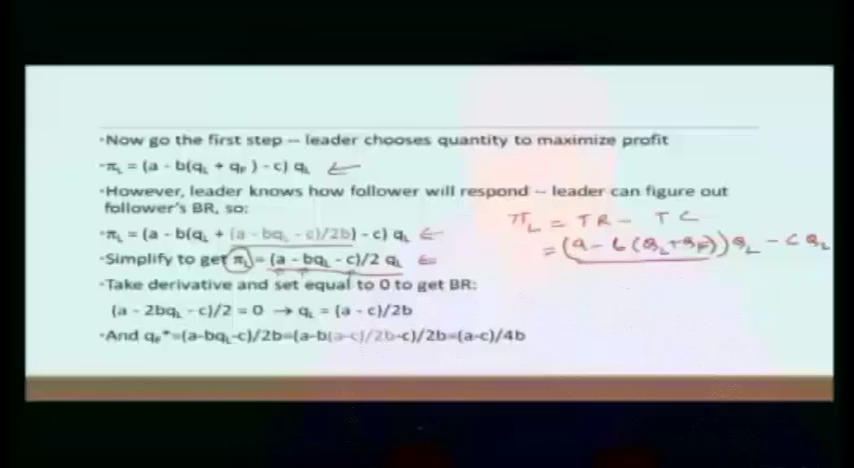 •Now go the first step -- leader chooses quantity to maximize profit
•π_L = (a - b(q_L + q_F ) - c) q_L
•However, leader knows how follower will respond -- leader can figure out
follower's BR, so:
•π_L = (a - b(q_L + (a - bq_L - c)/2b) - c) q_L
π_L = TR - TC
•Simplify to get π_L = (a - bq_L - c)/2 q_L
= (a - b(q_L+q_F))q_L - c q_L
•Take derivative and set equal to 0 to get BR:
(a - 2bq_L - c)/2 = 0 → q_L = (a - c)/2b
•And q_F*=(a-bq_L-c)/2b=(a-b(a-c)/2b-c)/2b=(a-c)/4b